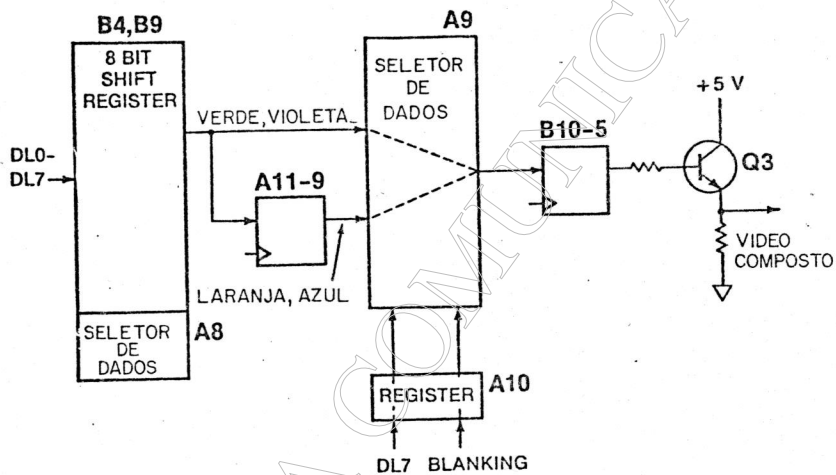 B4,B9
8 BIT
SHIFT
REGISTER
DL0-
DL7
SELETOR
DE
DADOS
A8
VERDE, VIOLETA
A11-9
LARANJA, AZUL
A9
SELETOR
DE
DADOS
REGISTER
A10
DL7 BLANKING
B10-5
+5 V
Q3
VIDEO
COMPOSTO
A COMUNICA